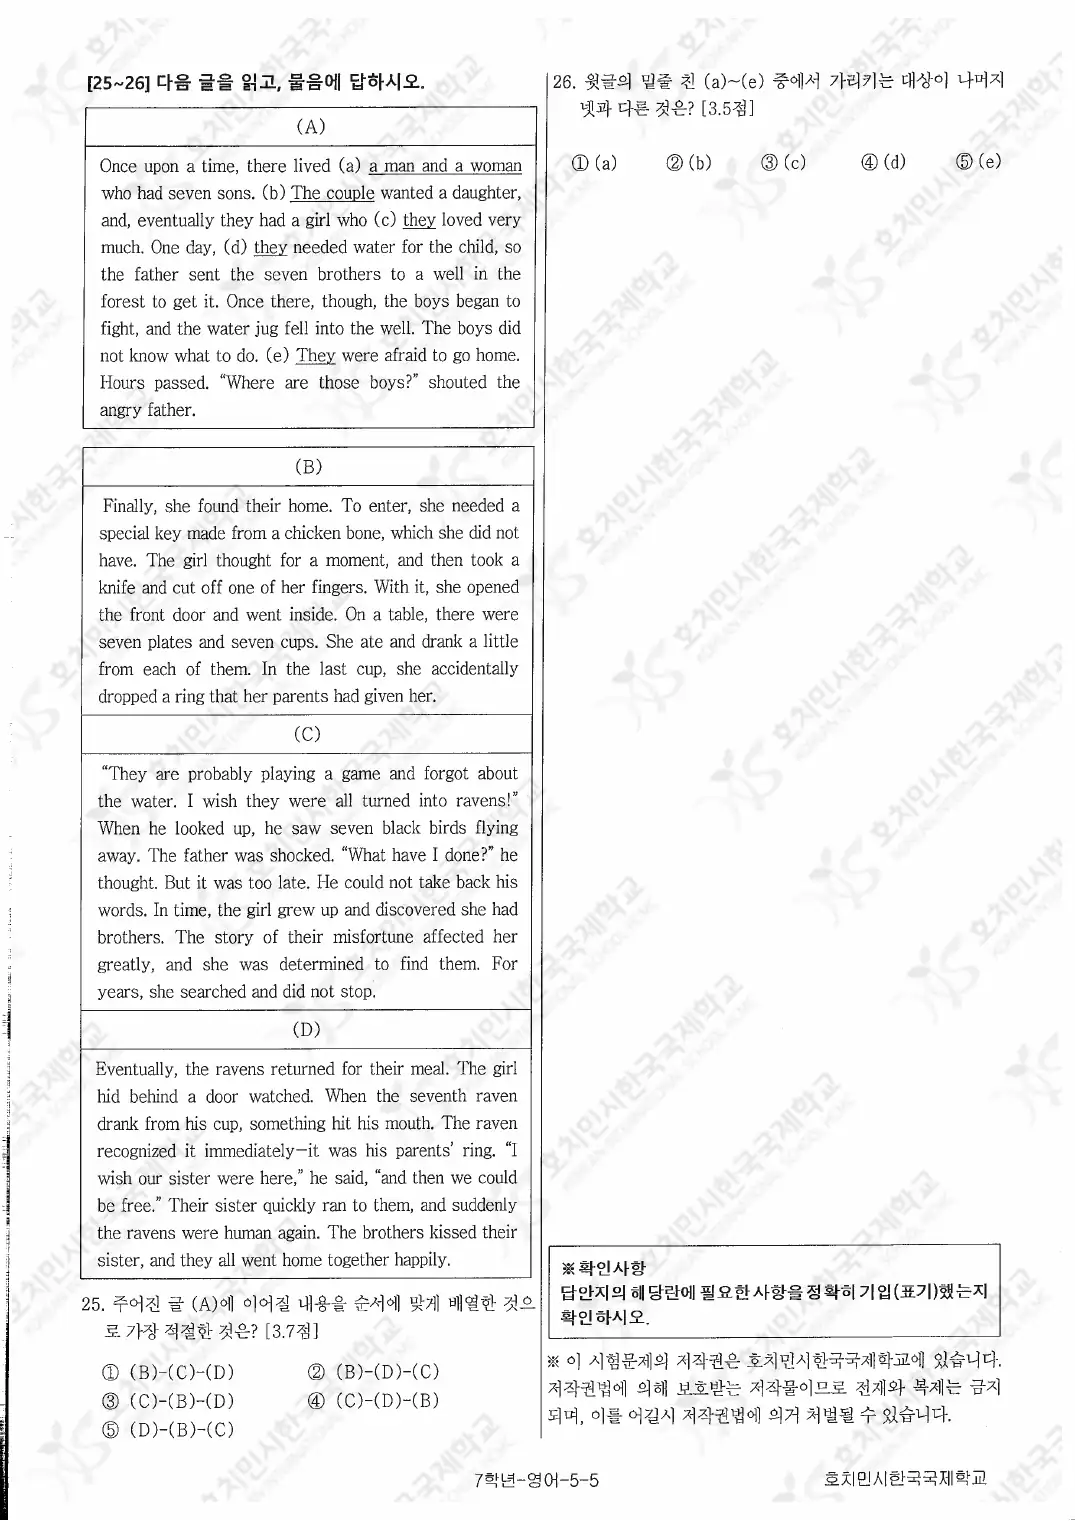 [25~26] 다음 글을 읽고, 물음에 답하시오.
(A)
Once upon a time, there lived (a) a man and a woman
who had seven sons. (b) The couple wanted a daughter,
and, eventually they had a girl who (c) they loved very
much. One day, (d) they needed water for the child, so
the father sent the seven brothers to a well in the
forest to get it. Once there, though, the boys began to
fight, and the water jug fell into the well. The boys did
not know what to do. (e) They were afraid to go home.
Hours passed. “Where are those boys?” shouted the
angry father.
(B)
Finally, she found their home. To enter, she needed a
special key made from a chicken bone, which she did not
have. The girl thought for a moment, and then took a
knife and cut off one of her fingers. With it, she opened
the front door and went inside. On a table, there were
seven plates and seven cups. She ate and drank a little
from each of them. In the last cup, she accidentally
dropped a ring that her parents had given her.
(C)
“They are probably playing a game and forgot about
the water. I wish they were all turned into ravens!”
When he looked up, he saw seven black birds flying
away. The father was shocked. “What have I done?” he
thought. But it was too late. He could not take back his
words. In time, the girl grew up and discovered she had
brothers. The story of their misfortune affected her
greatly, and she was determined to find them. For
years, she searched and did not stop.
(D)
Eventually, the ravens returned for their meal. The girl
hid behind a door watched. When the seventh raven
drank from his cup, something hit his mouth. The raven
recognized it immediately—it was his parents’ ring. “I
wish our sister were here,” he said, “and then we could
be free.” Their sister quickly ran to them, and suddenly
the ravens were human again. The brothers kissed their
sister, and they all went home together happily.
25. 주어진 글 (A)에 이어질 내용을 순서에 맞게 배열한 것으
로 가장 적절한 것은? [3.7점]
① (B)-(C)-(D) ② (B)-(D)-(C)
③ (C)-(B)-(D) ④ (C)-(D)-(B)
⑤ (D)-(B)-(C)
26. 윗글의 밑줄 친 (a)~(e) 중에서 가리키는 대상이 나머지
넷과 다른 것은? [3.5점]
① (a) ② (b) ③ (c) ④ (d) ⑤ (e)
※확인사항
답안지의 해당란에 필요한 사항을 정확히 기입(표기)했는지
확인 하시오.
※ 이 시험문제의 저작권은 호치민시한국국제학교에 있습니다.
저작권법에 의해 보호받는 저작물이므로 전재와 복제는 금지
되며, 이를 어길시 저작권법에 의거 처벌될 수 있습니다.
7학년-영어-5-5
호치민시한국국제학교